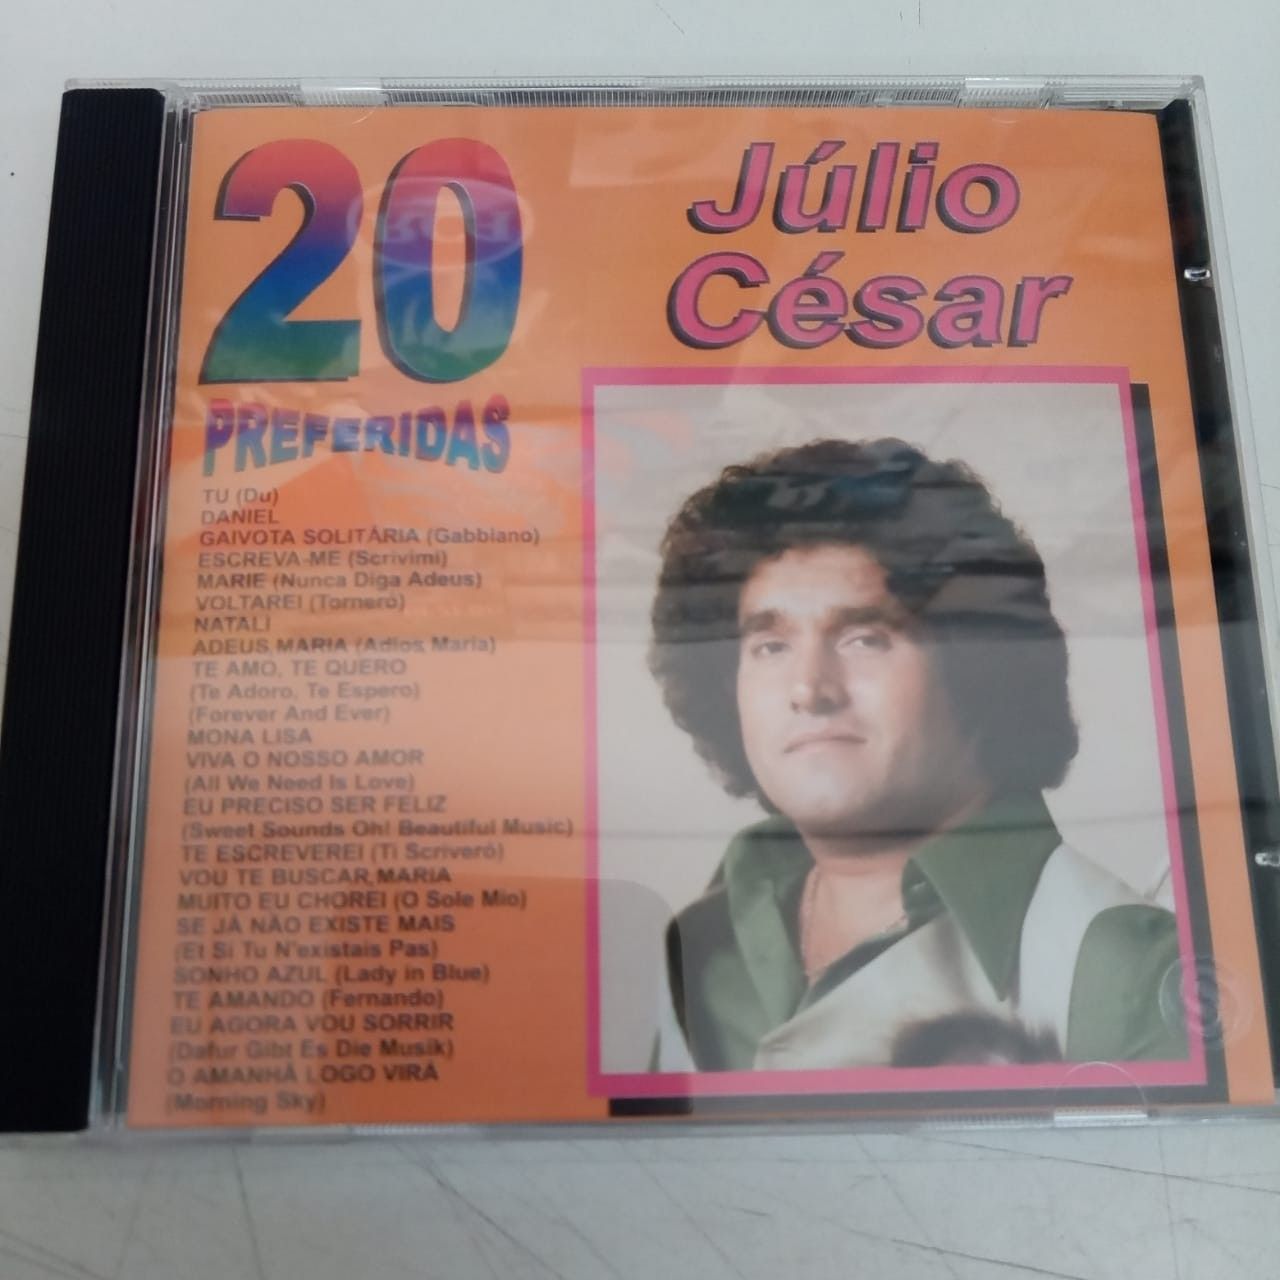 20
PREFERIDAS
Júlio
César
TU (Du)
DANIEL
GAIVOTA SOLITÁRIA (Gabbiano)
ESCREVA-ME (Scrivimi)
MARIE (Nunca Diga Adeus)
VOLTAREI (Torneró)
NATALI
ADEUS MARIA (Adios Maria)
TE AMO, TE QUERO
(Te Adoro, Te Espero)
(Forever And Ever)
MONA LISA
VIVA O NOSSO AMOR
(All We Need Is Love)
EU PRECISO SER FELIZ
(Sweet Sounds Oh! Beautiful Music)
TE ESCREVEREI (Ti Scriveró)
VOU TE BUSCAR MARIA
MUITO EU CHOREI (O Sole Mio)
SE JÁ NÃO EXISTE MAIS
(Et Si Tu N'existais Pas)
SONHO AZUL (Lady in Blue)
TE AMANDO (Fernando)
EU AGORA VOU SORRIR
(Dafur Gibt Es Die Musik)
O AMANHÃ LOGO VIRÁ
(Morning Sky)